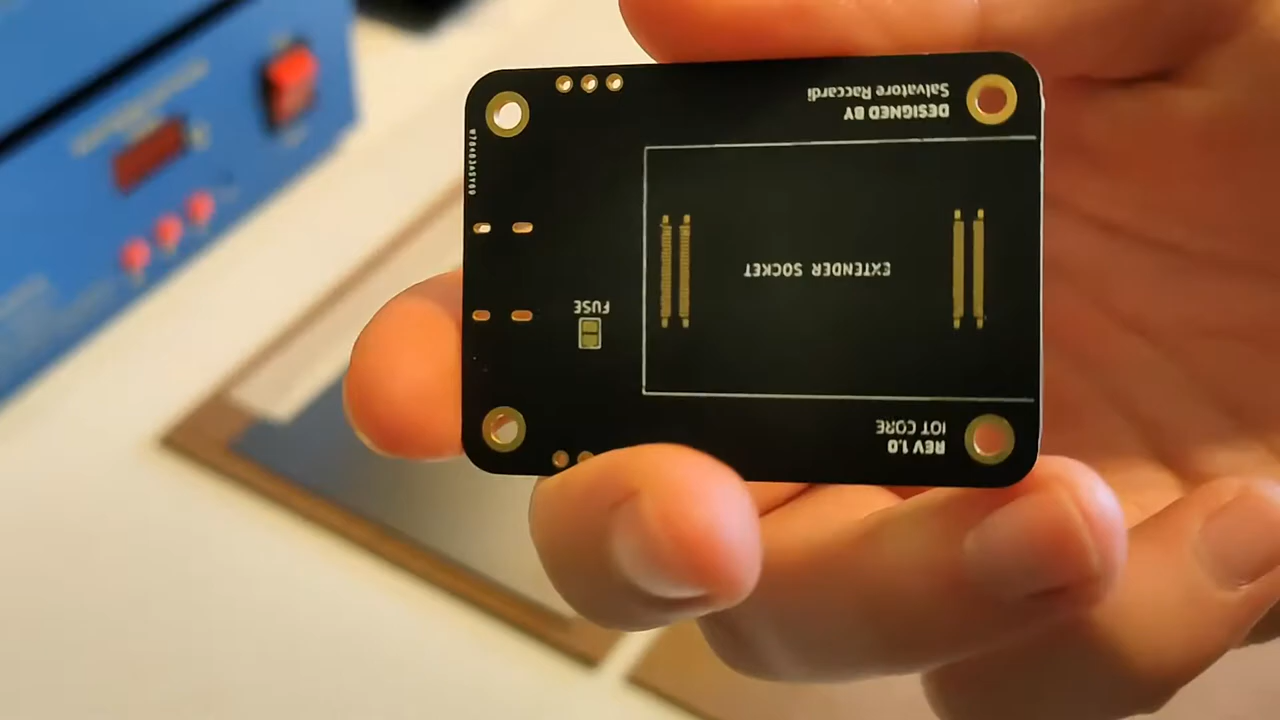 REV 1.0
IOT CORE
FUSE
EXTENDER SOCKET
DESIGNED BY
Salvatore Raccardi